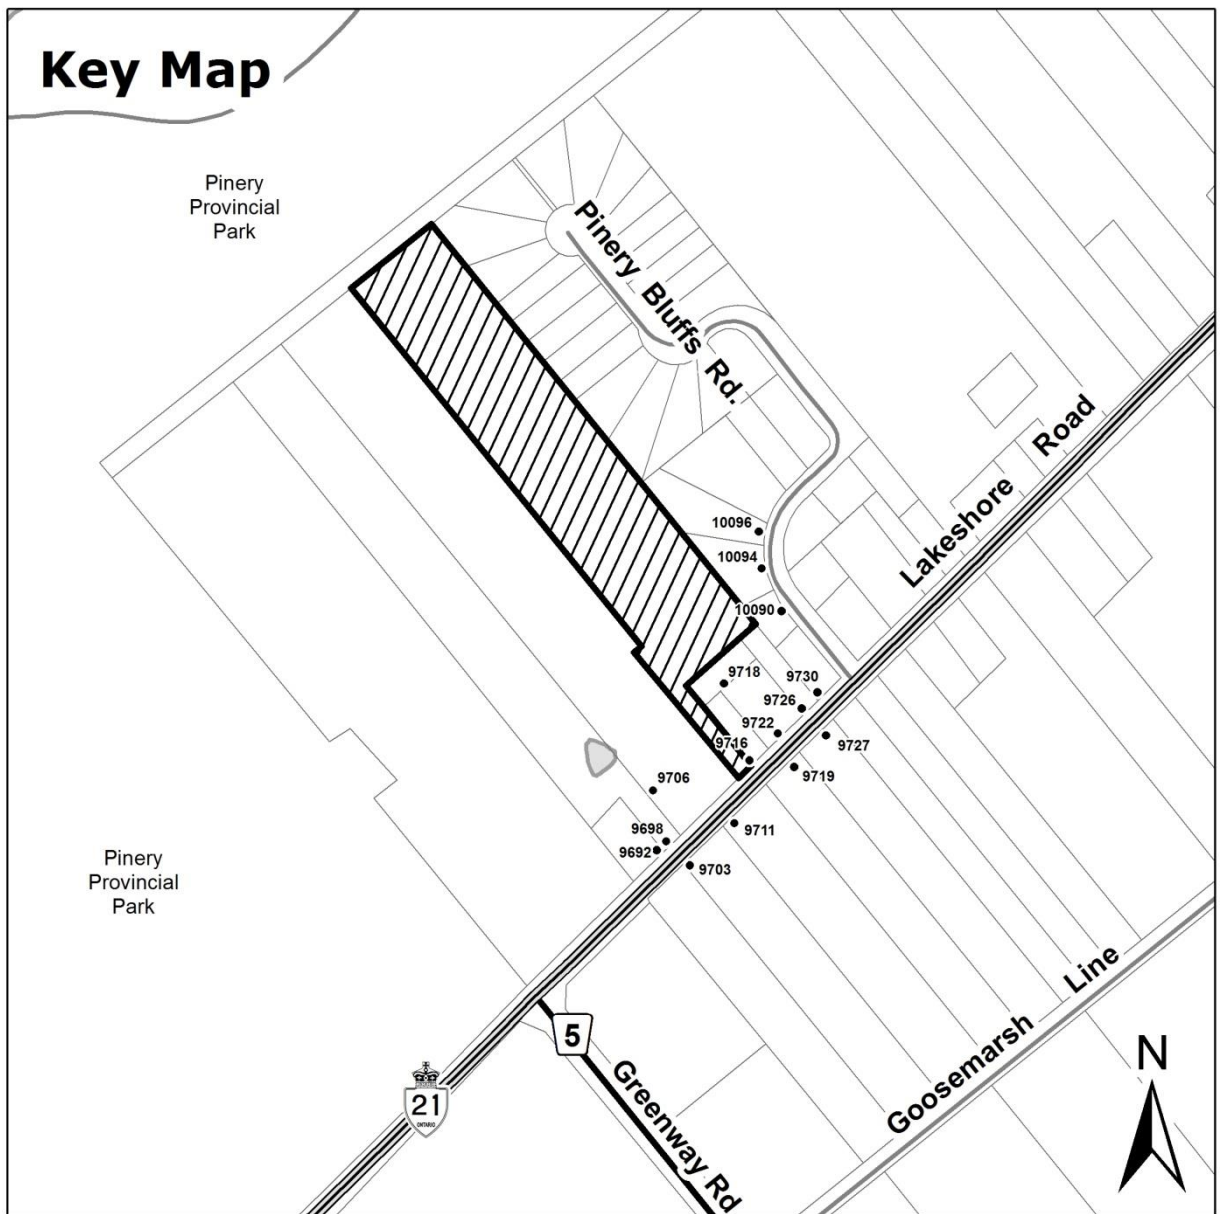 Key Map
Pinery
Provincial
Park
Pinery Bluffs Rd.
Lakeshore Road
10096
10094
10090
9718
9730
9726
9722
9716
9727
9719
9706
9711
9698
9692
9703
Pinery
Provincial
Park
Goosemarsh Line
5
Greenway Rd
21
ONTARIO
N